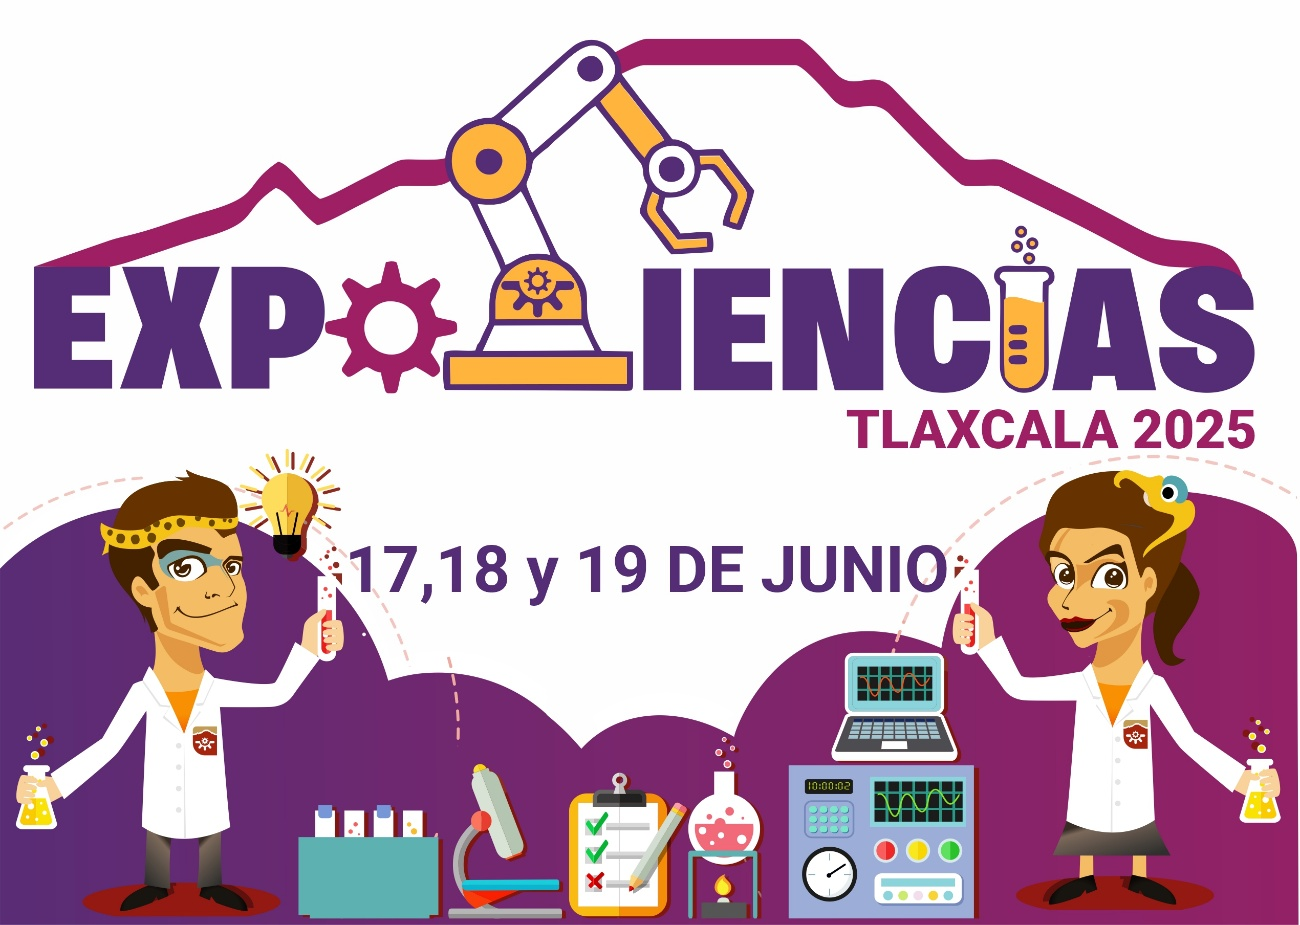 EXPOCIENCIAS
TLAXCALA 2025
17,18 y 19 DE JUNIO
10:00:02